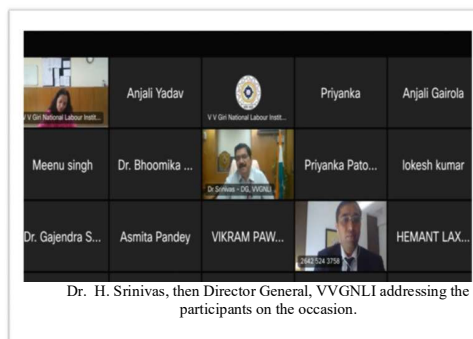 V V Giri National Labour Instit...
Anjali Yadav
V V Giri National Labour Instit...
Priyanka
Anjali Gairola
Meenu singh
Dr. Bhoomika ...
Dr Srinivas - DG, VVGNLI
Priyanka Pato...
lokesh kumar
Dr. Gajendra S...
Asmita Pandey
VIKRAM PAW...
2642 524 3758
HEMANT LAX...
Dr. H. Srinivas, then Director General, VVGNLI addressing the
participants on the occasion.